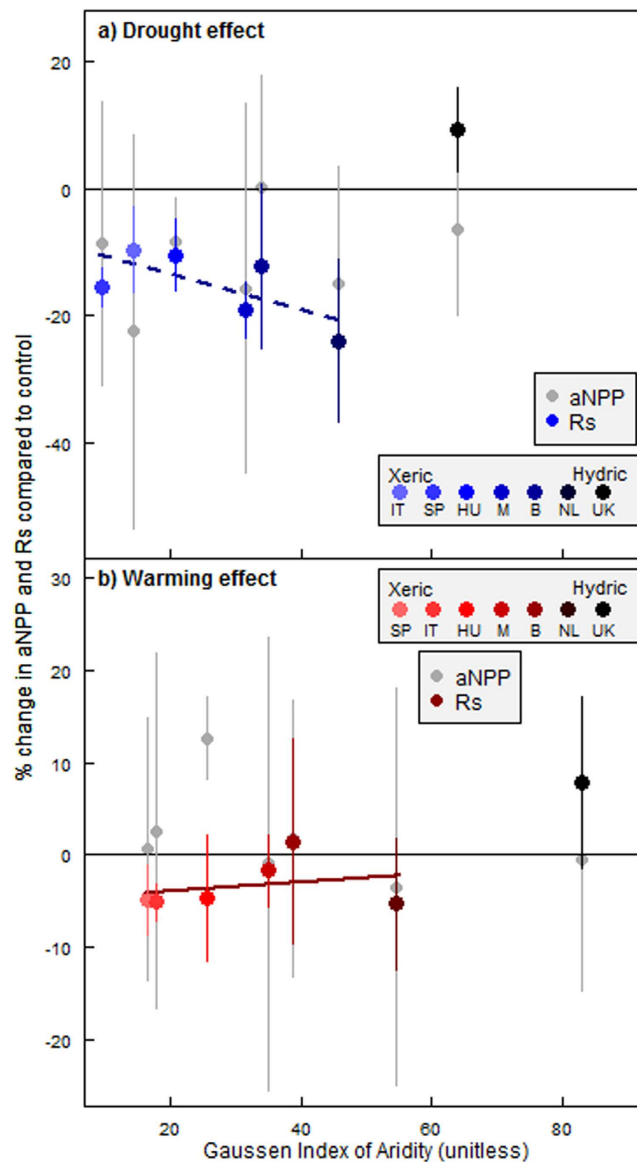 a) Drought effect
20
0
-20
-40
aNPP
Rs
Xeric Hydric
IT SP HU M B NL UK
% change in aNPP and Rs compared to control
b) Warming effect
30
20
10
0
-10
-20
Xeric Hydric
SP IT HU M B NL UK
aNPP
Rs
20 40 60 80
Gaussen Index of Aridity (unitless)